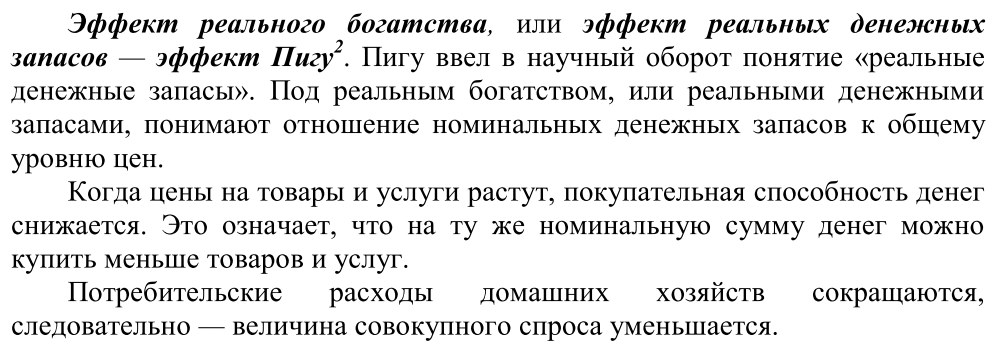 Эффект реального богатства, или эффект реальных денежных
запасов — эффект Пигу². Пигу ввел в научный оборот понятие «реальные
денежные запасы». Под реальным богатством, или реальными денежными
запасами, понимают отношение номинальных денежных запасов к общему
уровню цен.
Когда цены на товары и услуги растут, покупательная способность денег
снижается. Это означает, что на ту же номинальную сумму денег можно
купить меньше товаров и услуг.
Потребительские расходы домашних хозяйств сокращаются,
следовательно — величина совокупного спроса уменьшается.